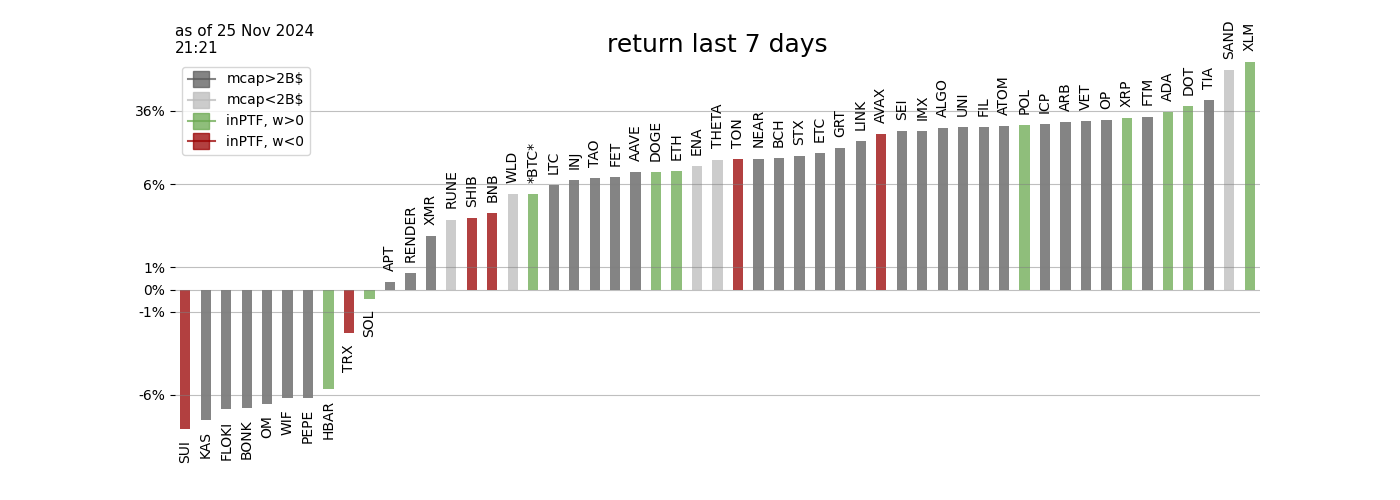 as of 25 Nov 2024
21:21
return last 7 days
mcap>2B$
mcap<2B$
inPTF, w>0
inPTF, w<0
36%
6%
1%
0%
-1%
-6%
SUI
KAS
FLOKI
BONK
OM
WIF
PEPE
HBAR
TRX
SOL
APT
RENDER
XMR
RUNE
SHIB
BNB
WLD
*BTC*
LTC
INJ
TAO
FET
AAVE
DOGE
ETH
ENA
THETA
TON
NEAR
BCH
STX
ETC
GRT
LINK
AVAX
SEI
IMX
ALGO
UNI
FIL
ATOM
POL
ICP
ARB
VET
OP
XRP
FTM
ADA
DOT
TIA
SAND
XLM